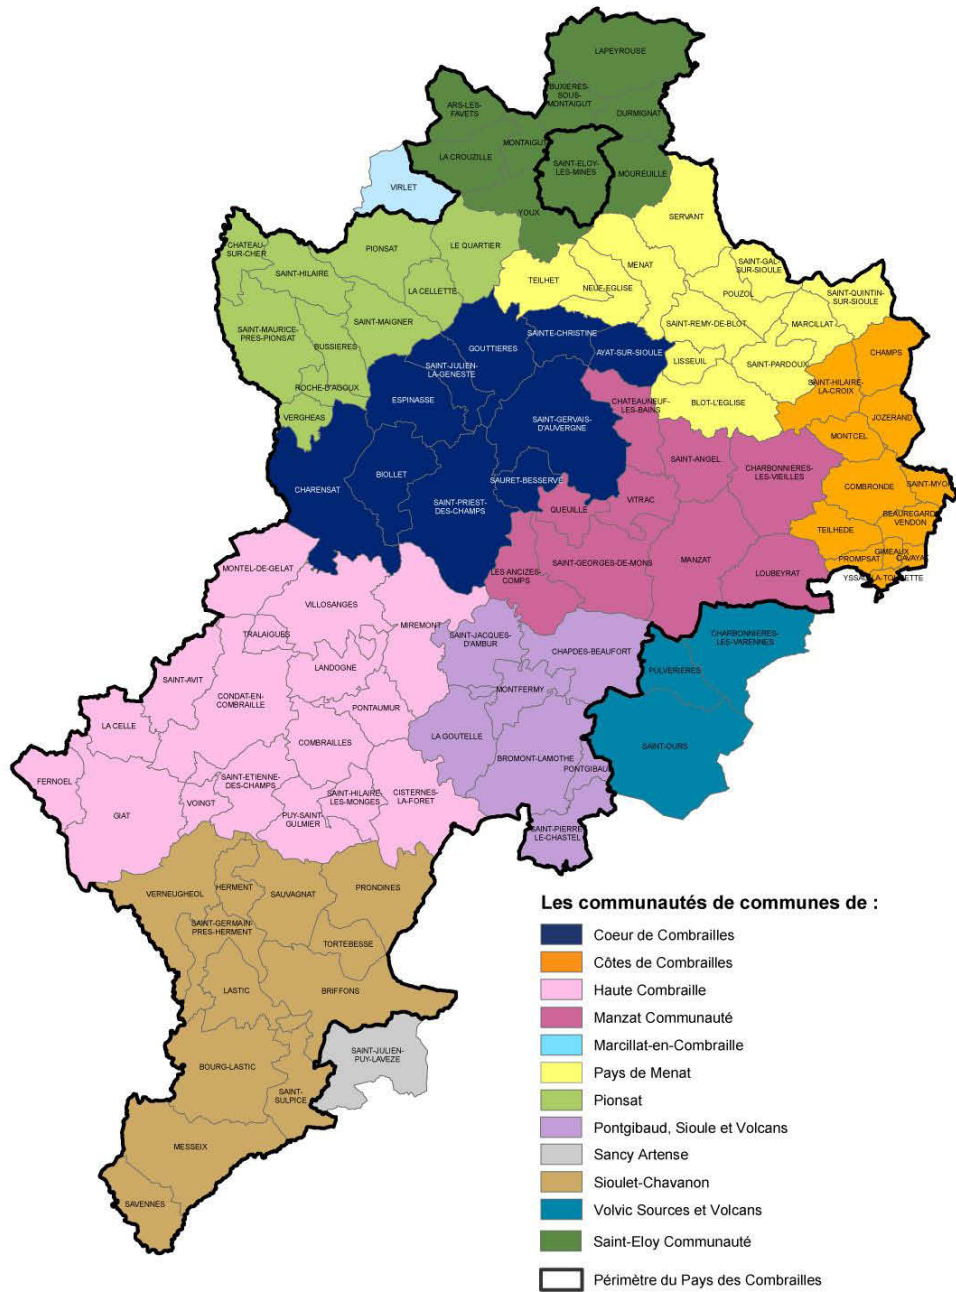 LAPEYROUSE
BUXIERES-
SOUS-
MONTAIGUT
ARS-LES-
FAVETS
DURMIGNAT
MONTAIGUT
LA CROUZILLE
SAINT-ELOY-
LES-MINES
MOUREUILLE
VIRLET
YOUX
SERVANT
CHATEAU-
SUR-CHER
PIONSAT
LE QUARTIER
SAINT-HILAIRE
MENAT
SAINT-GAL-
SUR-SIOULE
TEILHET
NEUF-EGLISE
POUZOL
SAINT-QUINTIN-
SUR-SIOULE
LA CELLETTE
SAINT-MAURICE-
PRES-PIONSAT
SAINT-MAIGNER
SAINT-REMY-DE-BLOT
MARCILLAT
BUSSIERES
SAINTE-CHRISTINE
GOUTTIERES
AYAT-SUR-SIOULE
LISSEUIL
SAINT-PARDOUX
CHAMPS
SAINT-JULIEN-
LA-GENESTE
SAINT-HILAIRE-
LA-CROIX
ROCHE-D'AGOUX
ESPINASSE
BLOT-L'EGLISE
CHATEAUNEUF-
LES-BAINS
VERGHEAS
SAINT-GERVAIS-
D'AUVERGNE
JOZERAND
MONTCEL
SAINT-ANGEL
CHARBONNIERES-
LES-VIEILLES
BIOLLET
SAURET-BESSERVE
CHARENSAT
COMBRONDE
SAINT-MYON
SAINT-PRIEST-
DES-CHAMPS
VITRAC
QUEUILLE
BEAUREGARD-
VENDON
TEILHEDE
GIMEAUX
PROMPSAT
DAVAYAT
MANZAT
SAINT-GEORGES-DE-MONS
LES ANCIZES-
COMPS
LOUBEYRAT
YSSAC-LA-TOURETTE
MONTEL-DE-GELAT
VILLOSANGES
MIREMONT
TRALAIGUES
SAINT-JACQUES-
D'AMBUR
CHARBONNIERES-
LES-VARENNES
CHAPDES-BEAUFORT
LANDOGNE
PULVERIERES
SAINT-AVIT
CONDAT-EN-
COMBRAILLE
MONTFERMY
PONTAUMUR
LA CELLE
LA GOUTELLE
COMBRAILLES
SAINT-OURS
BROMONT-LAMOTHE
PONTGIBAUD
FERNOEL
SAINT-ETIENNE-
DES-CHAMPS
VOINGT
SAINT-HILAIRE-
LES-MONGES
CISTERNES-
LA-FORET
GIAT
PUY-SAINT-
GULMIER
SAINT-PIERRE-
LE-CHASTEL
VERNEUGHEOL
HERMENT
SAUVAGNAT
PRONDINES
SAINT-GERMAIN-
PRES-HERMENT
TORTEBESSE
LASTIC
BRIFFONS
SAINT-JULIEN-
PUY-LAVEZE
BOURG-LASTIC
SAINT-
SULPICE
MESSEIX
SAVENNES
Les communautés de communes de :
Coeur de Combrailles
Côtes de Combrailles
Haute Combraille
Manzat Communauté
Marcillat-en-Combraille
Pays de Menat
Pionsat
Pontgibaud, Sioule et Volcans
Sancy Artense
Sioulet-Chavanon
Volvic Sources et Volcans
Saint-Eloy Communauté
Périmètre du Pays des Combrailles